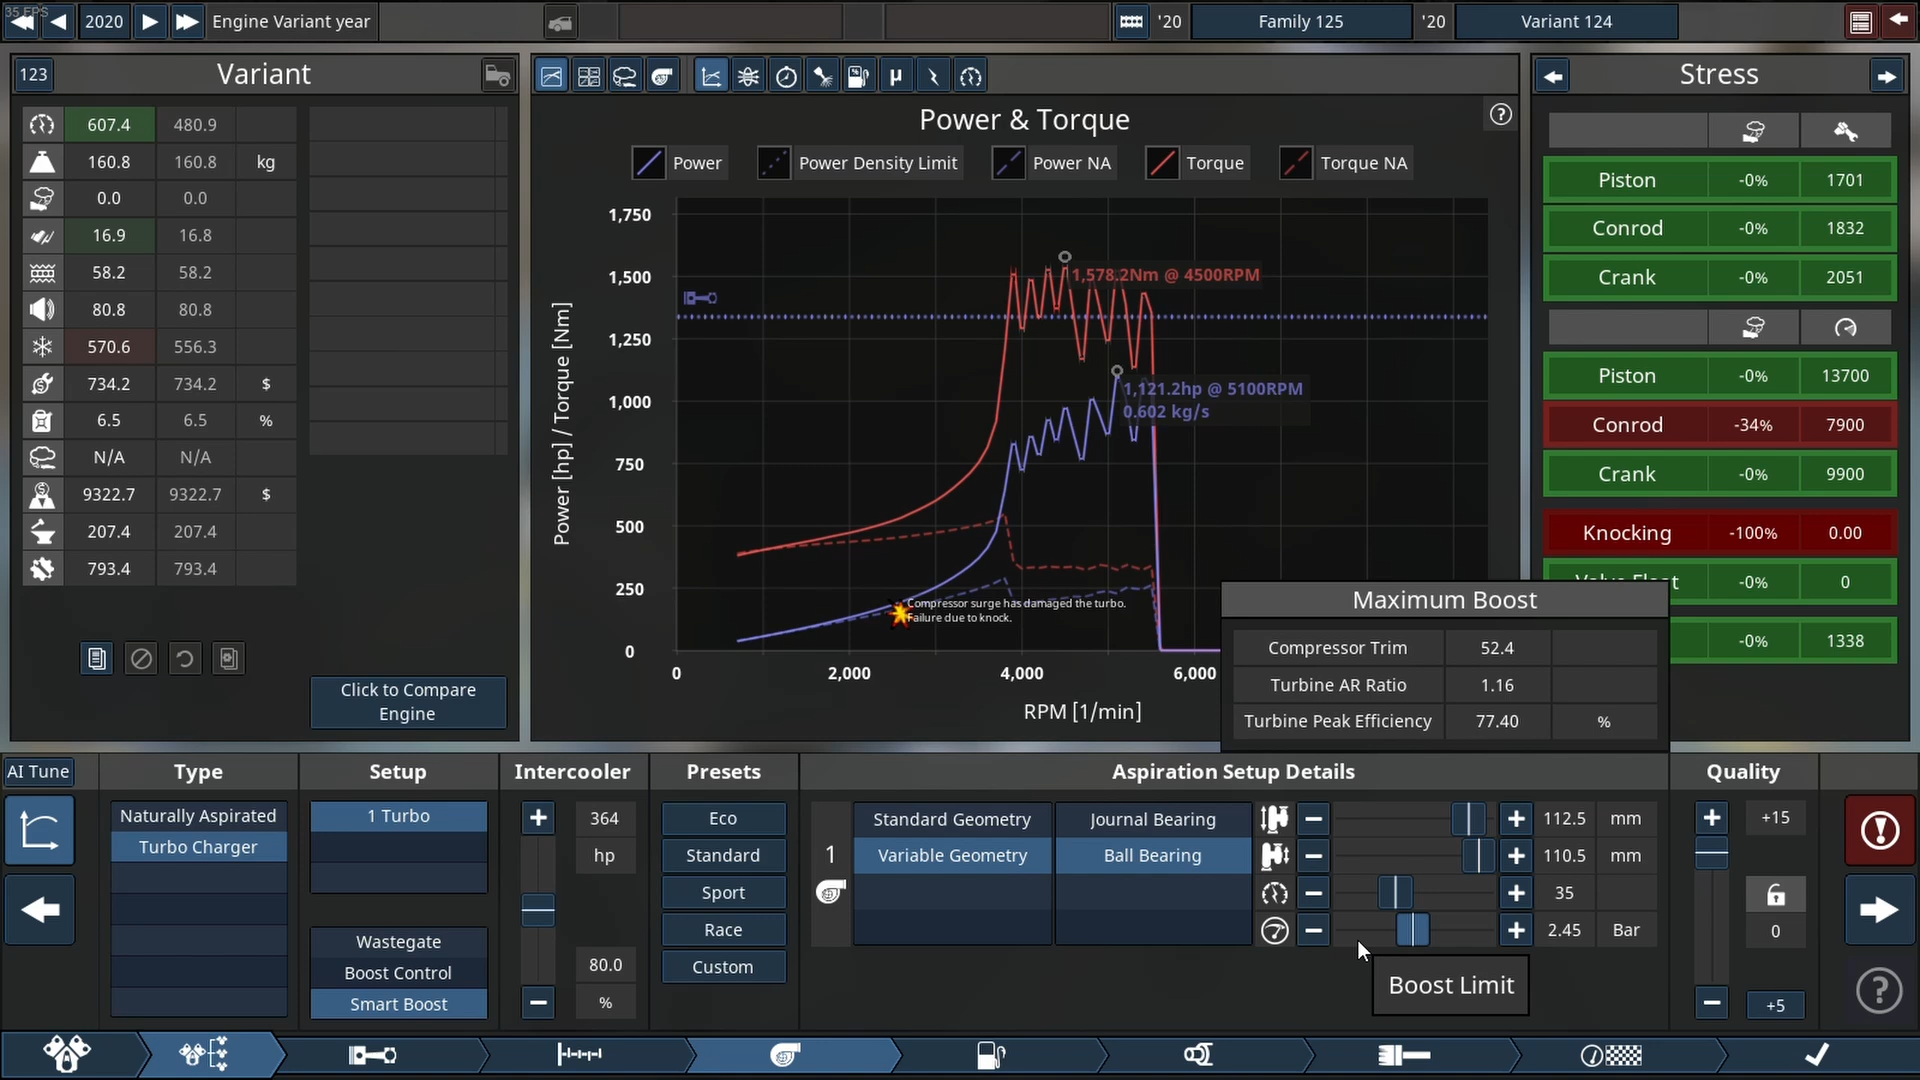 35 FPS
2020
Engine Variant year
'20
Family 125
'20
Variant 124
123
Variant
607.4 480.9
160.8 160.8 kg
0.0 0.0
16.9 16.8
58.2 58.2
80.8 80.8
570.6 556.3
734.2 734.2 $
6.5 6.5 %
N/A N/A
9322.7 9322.7 $
207.4 207.4
793.4 793.4
Click to Compare
Engine
μ
Power & Torque
?
Power
Power Density Limit
Power NA
Torque
Torque NA
Power [hp] / Torque [Nm]
1,750
1,500
1,250
1,000
750
500
250
0
1,578.2Nm @ 4500RPM
1,121.2hp @ 5100RPM
0.602 kg/s
Compressor surge has damaged the turbo.
Failure due to knock.
0 2,000 4,000 6,000
RPM [1/min]
Stress
Piston -0% 1701
Conrod -0% 1832
Crank -0% 2051
Piston -0% 13700
Conrod -34% 7900
Crank -0% 9900
Knocking -100% 0.00
Valve Float -0% 0
-0% 1338
Maximum Boost
Compressor Trim 52.4
Turbine AR Ratio 1.16
Turbine Peak Efficiency 77.40 %
AI Tune
Type
Naturally Aspirated
Turbo Charger
Setup
1 Turbo
Wastegate
Boost Control
Smart Boost
Intercooler
364
hp
80.0
%
Presets
Eco
Standard
Sport
Race
Custom
Aspiration Setup Details
1
Standard Geometry
Variable Geometry
Journal Bearing
Ball Bearing
112.5 mm
110.5 mm
35
2.45 Bar
Boost Limit
Quality
+15
0
+5
?